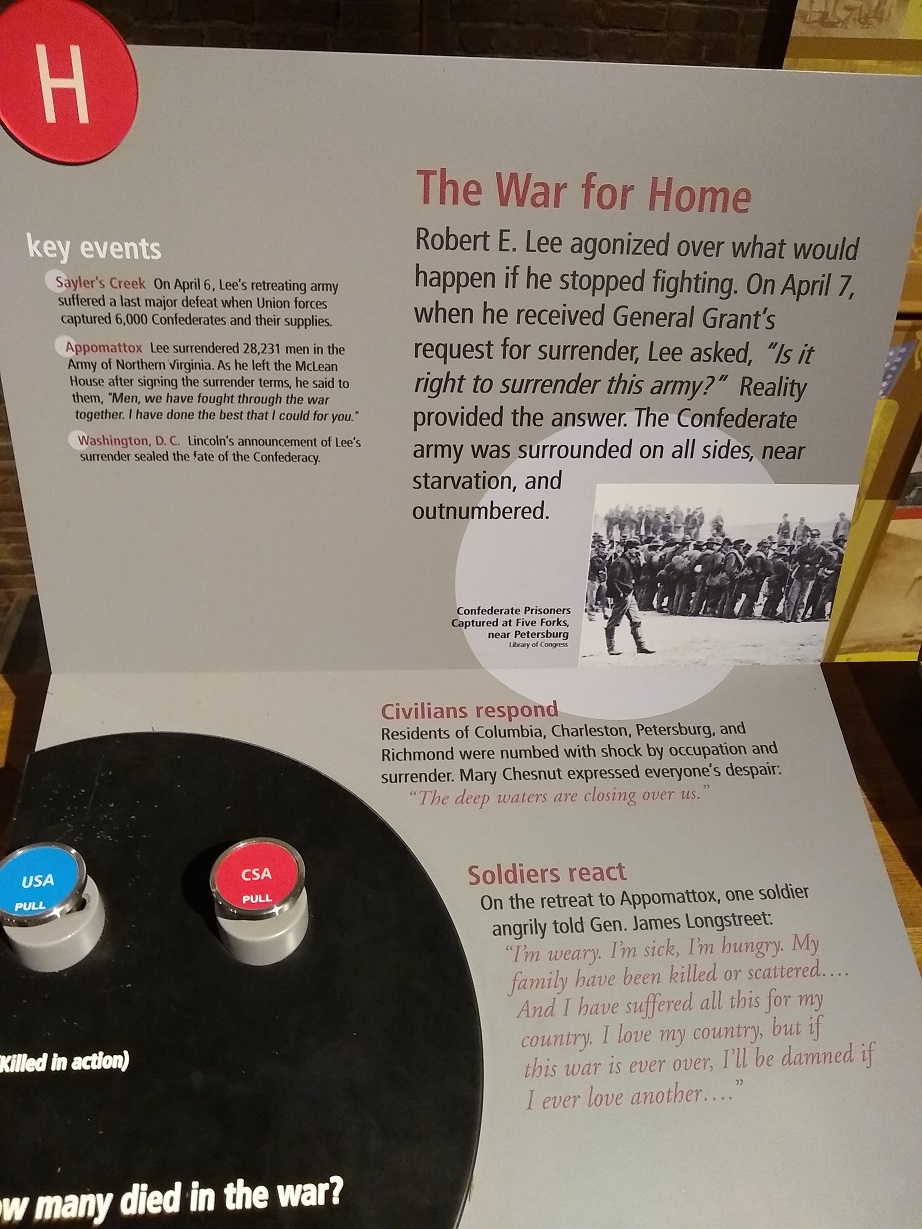 H
The War for Home
Robert E. Lee agonized over what would
happen if he stopped fighting. On April 7,
when he received General Grant's
request for surrender, Lee asked, "Is it
right to surrender this army?" Reality
provided the answer. The Confederate
army was surrounded on all sides, near
starvation, and
outnumbered.
key events
Sayler's Creek On April 6, Lee's retreating army
suffered a last major defeat when Union forces
captured 6,000 Confederates and their supplies.
Appomattox Lee surrendered 28,231 men in the
Army of Northern Virginia. As he left the McLean
House after signing the surrender terms, he said to
them, "Men, we have fought through the war
together. I have done the best that I could for you."
Washington, D. C. Lincoln's announcement of Lee's
surrender sealed the fate of the Confederacy.
Confederate Prisoners
Captured at Five Forks,
near Petersburg
Library of Congress
Civilians respond
Residents of Columbia, Charleston, Petersburg, and
Richmond were numbed with shock by occupation and
surrender. Mary Chesnut expressed everyone's despair:
"The deep waters are closing over us."
Soldiers react
On the retreat to Appomattox, one soldier
angrily told Gen. James Longstreet:
"I'm weary. I'm sick, I'm hungry. My
family have been killed or scattered....
And I have suffered all this for my
country. I love my country, but if
this war is ever over, I'll be damned if
I ever love another...."
USA
PULL
CSA
PULL
(Killed in action)
ow many died in the war?